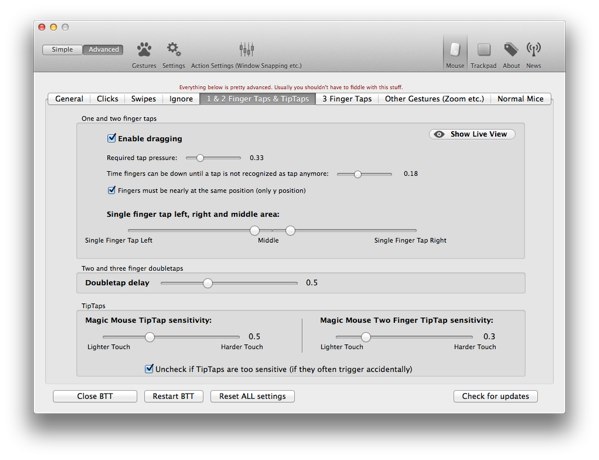 Simple
Advanced
Gestures
Settings
Action Settings (Window Snapping etc.)
Mouse
Trackpad
About
News
Everything below is pretty advanced. Usually you shouldn't have to fiddle with this stuff.
General
Clicks
Swipes
Ignore
1 & 2 Finger Taps & TipTaps
3 Finger Taps
Other Gestures (Zoom etc.)
Normal Mice
One and two finger taps
Enable dragging
Show Live View
Required tap pressure:
0.33
Time fingers can be down until a tap is not recognized as tap anymore:
0.18
Fingers must be nearly at the same position (only y position)
Single finger tap left, right and middle area:
Single Finger Tap Left
Middle
Single Finger Tap Right
Two and three finger doubletaps
Doubletap delay
0.5
TipTaps
Magic Mouse TipTap sensitivity:
0.5
Lighter Touch
Harder Touch
Magic Mouse Two Finger TipTap sensitivity:
0.3
Lighter Touch
Harder Touch
Uncheck if TipTaps are too sensitive (if they often trigger accidentally)
Close BTT
Restart BTT
Reset ALL settings
Check for updates